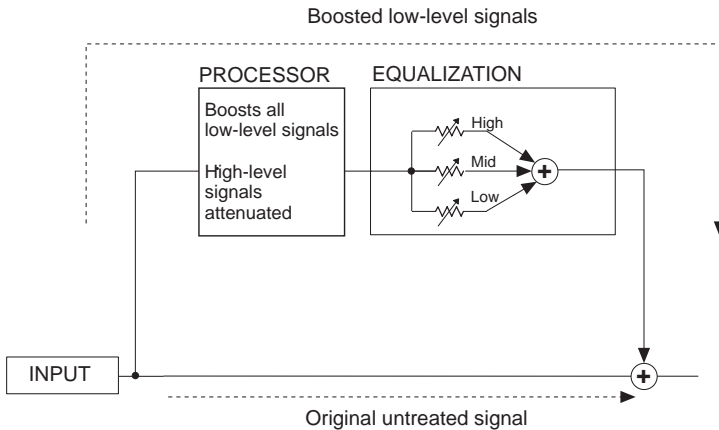 Boosted low-level signals
PROCESSOR
EQUALIZATION
Boosts all
low-level signals
High-level
signals
attenuated
High
Mid
Low
+
INPUT
+
Original untreated signal